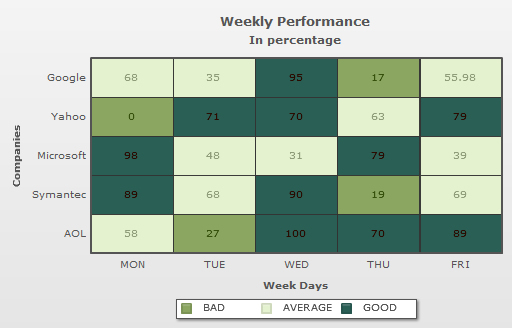 Weekly Performance
In percentage
Companies
Google 68 35 95 17 55.98
Yahoo 0 71 70 63 79
Microsoft 98 48 31 79 39
Symantec 89 68 90 19 69
AOL 58 27 100 70 89
MON TUE WED THU FRI
Week Days
BAD AVERAGE GOOD